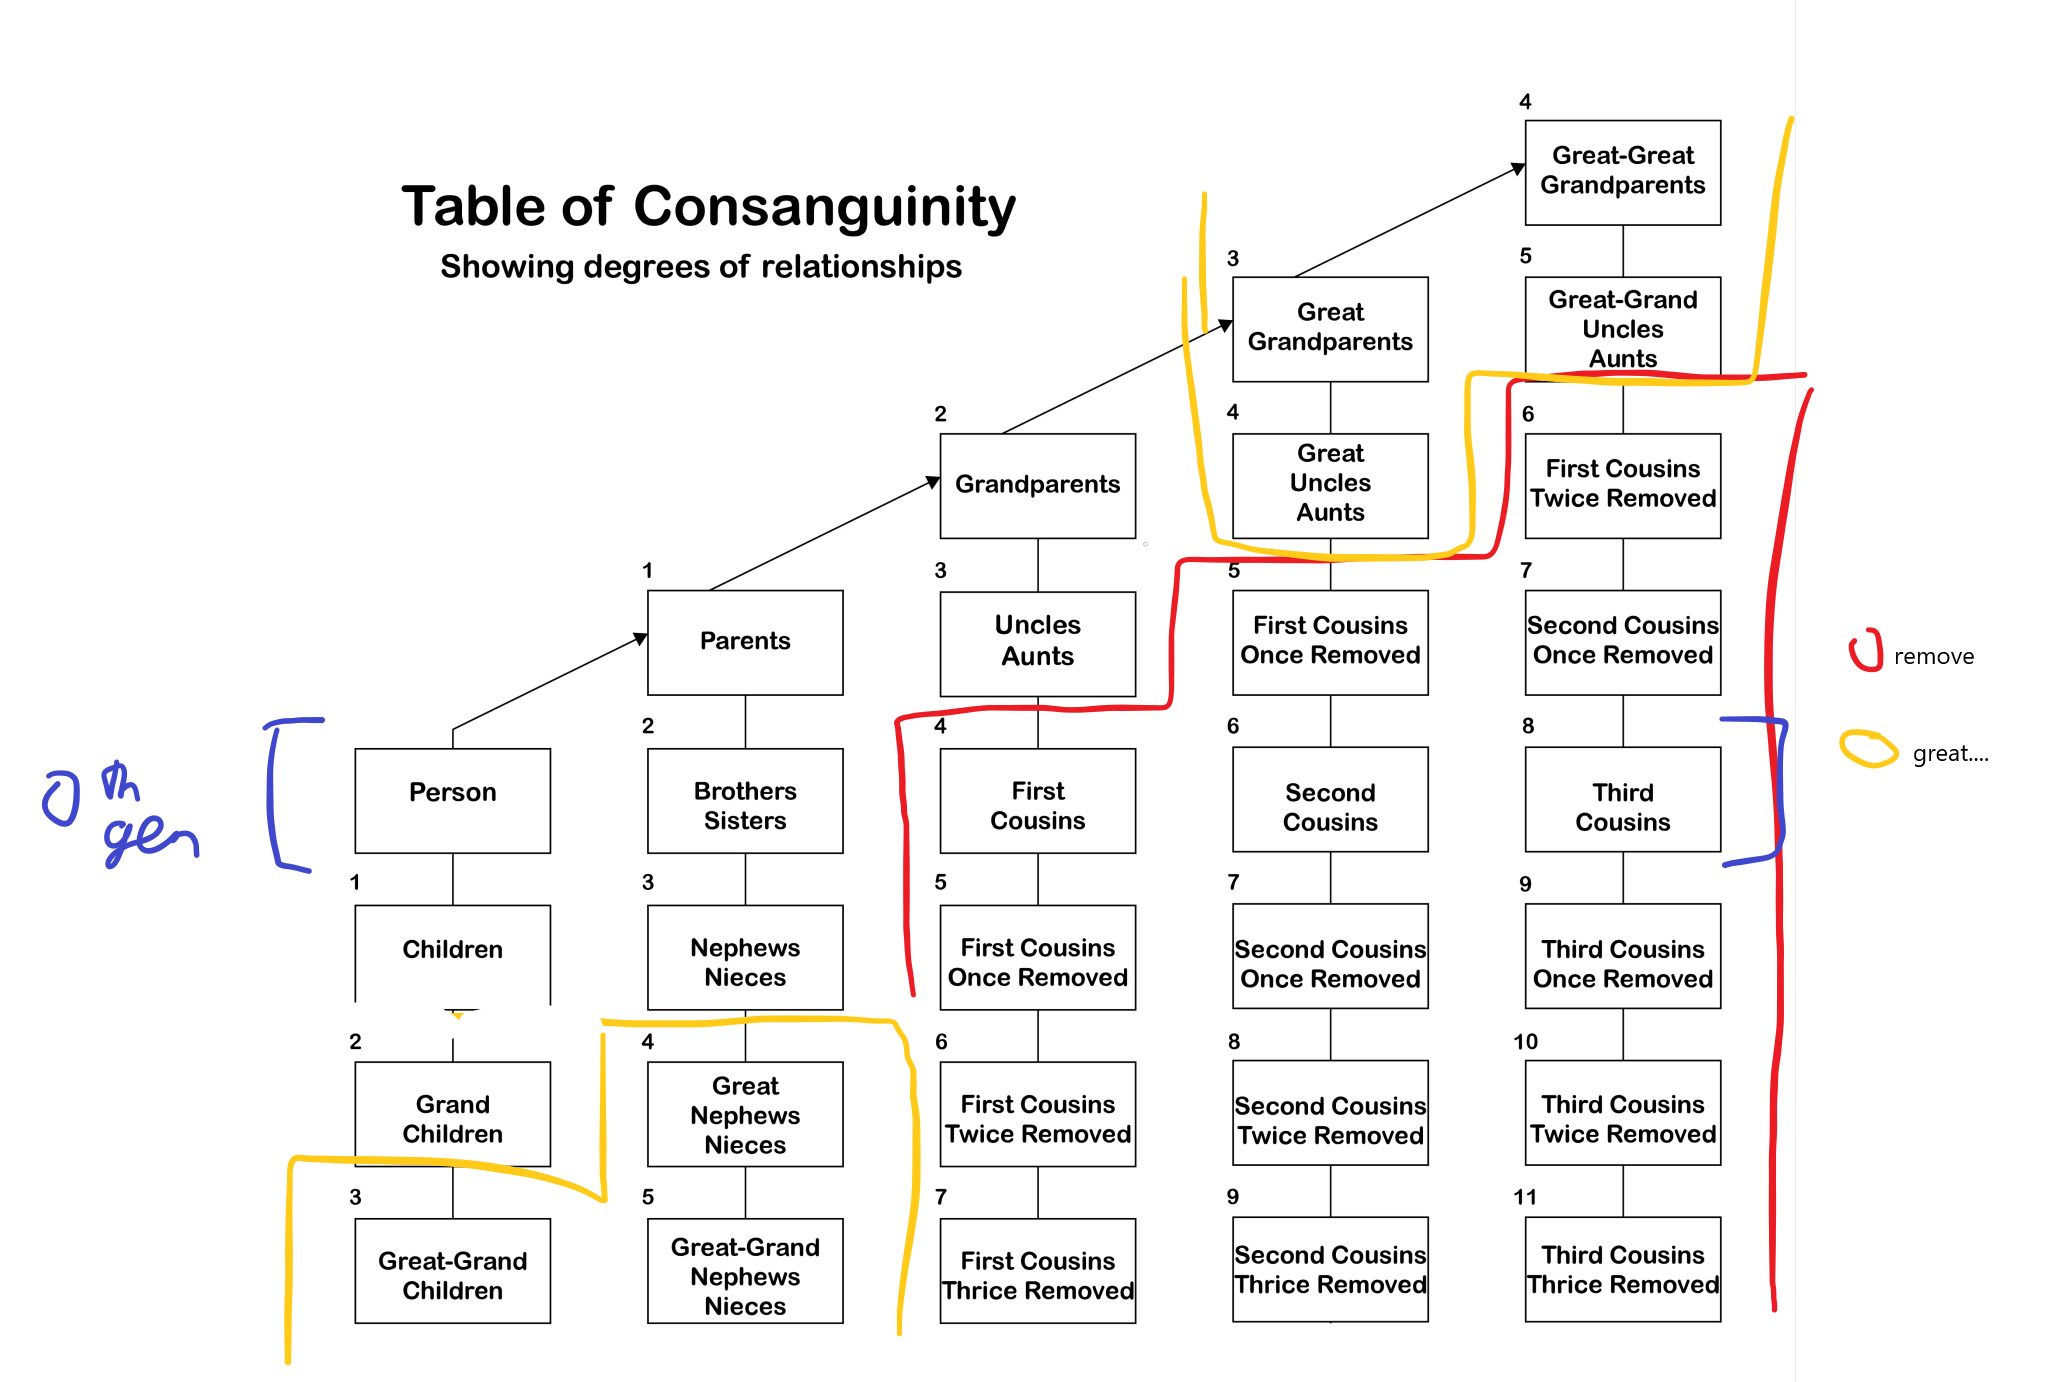 4
Great-Great
Grandparents
Table of Consanguinity
Showing degrees of relationships
3
Great
Grandparents
5
Great-Grand
Uncles
Aunts
2
Grandparents
4
Great
Uncles
Aunts
6
First Cousins
Twice Removed
1
Parents
3
Uncles
Aunts
5
First Cousins
Once Removed
7
Second Cousins
Once Removed
remove
0th
gen
Person
2
Brothers
Sisters
4
First
Cousins
6
Second
Cousins
8
Third
Cousins
great....
1
Children
3
Nephews
Nieces
5
First Cousins
Once Removed
7
Second Cousins
Once Removed
9
Third Cousins
Once Removed
2
Grand
Children
4
Great
Nephews
Nieces
6
First Cousins
Twice Removed
8
Second Cousins
Twice Removed
10
Third Cousins
Twice Removed
3
Great-Grand
Children
5
Great-Grand
Nephews
Nieces
7
First Cousins
Thrice Removed
9
Second Cousins
Thrice Removed
11
Third Cousins
Thrice Removed